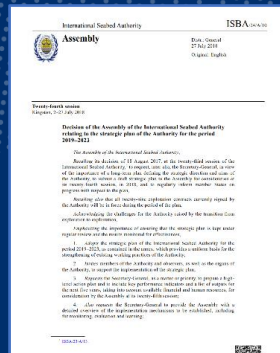 International Seabed Authority
ISBA/24/A/10
Assembly
Distr.: General
27 July 2018
Original: English
Twenty-fourth session
Kingston, 2–27 July 2018
Decision of the Assembly of the International Seabed Authority
relating to the strategic plan of the Authority for the period
2019–2023
The Assembly of the International Seabed Authority,
Recalling its decision, of 18 August 2017, at the twenty-third session of the
International Seabed Authority, to request, inter alia, the Secretary-General, in view
of the importance of a long-term plan defining the strategic direction and aims of
the Authority, to submit a draft strategic plan to the Assembly for consideration at
its twenty-fourth session, in 2018, and to regularly inform member States on
progress with respect to the plan,
Recalling also that all twenty-nine exploration contracts currently signed by
the Authority will be in force during the period of the plan,
Acknowledging the challenges for the Authority raised by the transition from
exploration to exploitation,
Emphasizing the importance of ensuring that the strategic plan is kept under
regular review and the need to
1. Adopts the strategic plan of the International Seabed Authority for the
period 2019–2023, as contained in the annex, which provides a uniform basis for the
strengthening of existing working practices of the Authority;
2. Invites members of the Authority and observers, as well as the organs of
the Authority, to support the implementation of the strategic plan;
3. Requests the Secretary-General, as a matter of priority, to prepare a high-
level action plan and to include key performance indicators and a list of outputs for
the next five years, taking into account available financial and human resources, for
consideration by the Assembly at its twenty-fifth session;
4. Also requests the Secretary-General to provide the Assembly with a
detailed overview of the implementation mechanisms to be established, including
for monitoring, evaluation and learning.